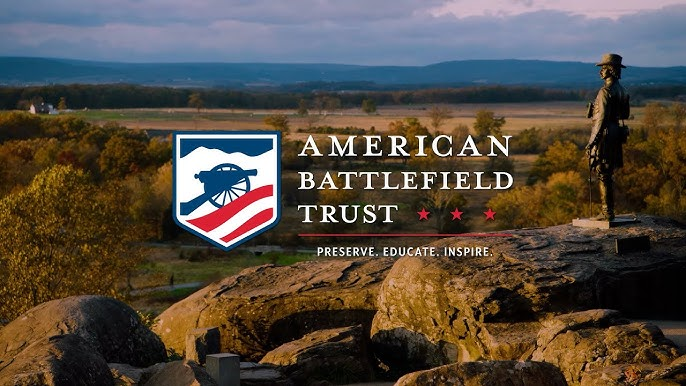 AMERICAN
BATTLEFIELD
TRUST
PRESERVE. EDUCATE. INSPIRE.